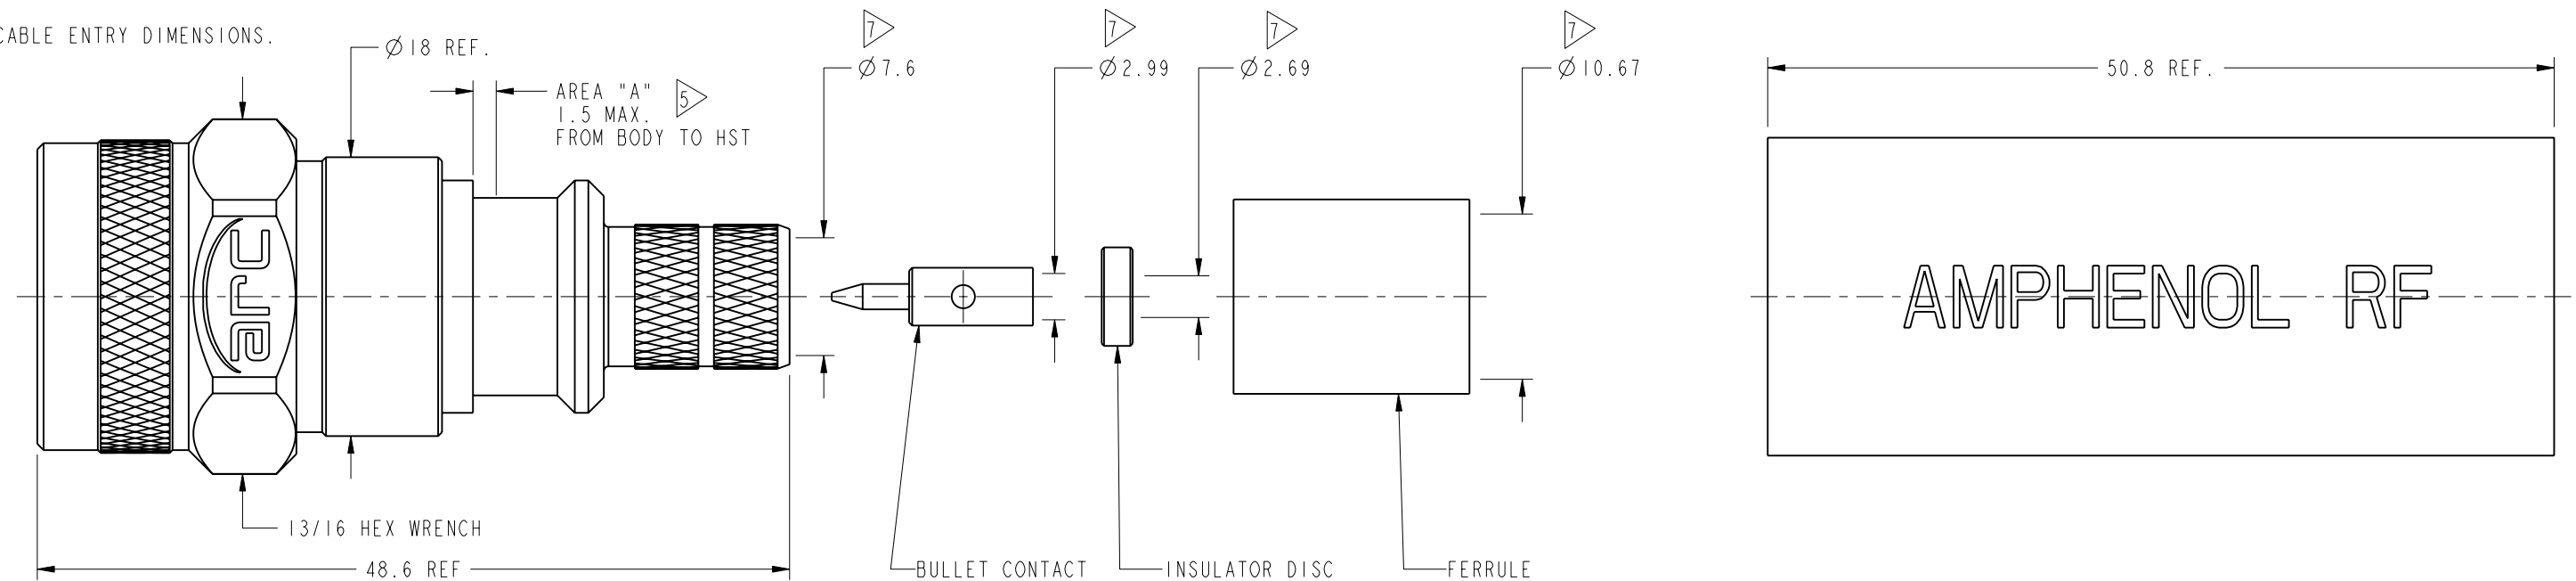 CABLE ENTRY DIMENSIONS.
Ø18 REF.
AREA "A"
1.5 MAX.
FROM BODY TO HST
5
7
Ø7.6
7
Ø2.99
7
Ø2.69
7
Ø10.67
50.8 REF.
arc
AMPHENOL RF
13/16 HEX WRENCH
48.6 REF
BULLET CONTACT
INSULATOR DISC
FERRULE